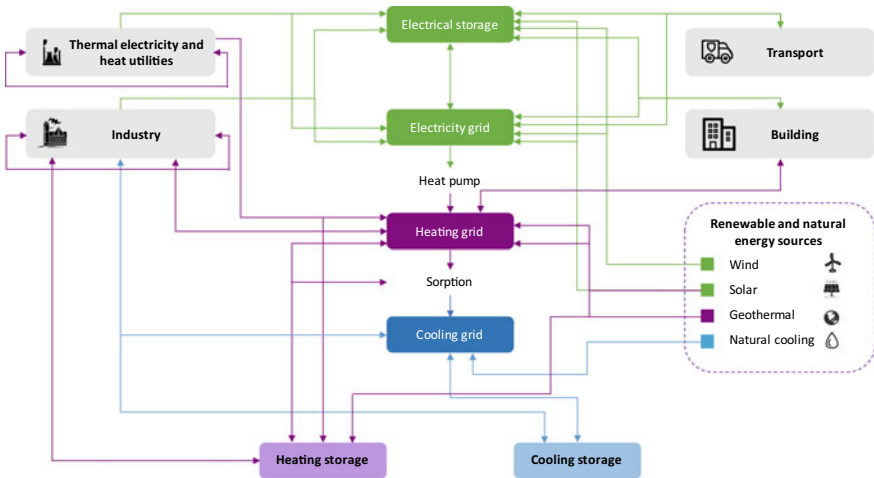 Electrical storage
Thermal electricity and
heat utilities
Transport
Electricity grid
Industry
Building
Heat pump
Heating grid
Renewable and natural
energy sources
Wind
Solar
Geothermal
Natural cooling
Sorption
Cooling grid
Heating storage
Cooling storage